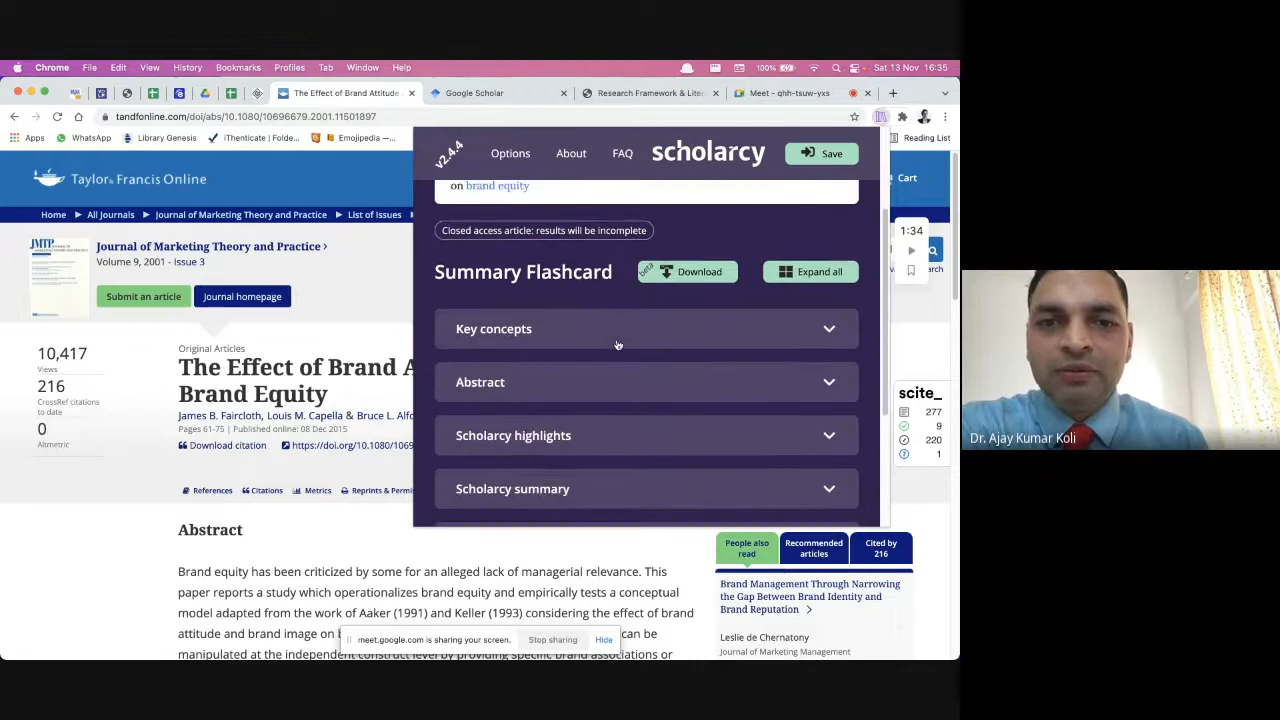 Chrome File Edit View History Bookmarks Profiles Tab Window Help 100% Sat 13 Nov 16:35
The Effect of Brand Attitude Google Scholar Research Framework & Lite Meet - qhh-tsuw-yxs
tandfonline.com/doi/abs/10.1080/10696679.2001.11501897
Apps WhatsApp Library Genesis iThenticate | Folde... Emojipedia —... Reading List
v2.4.4 Options About FAQ scholarcy Save
on brand equity
Closed access article: results will be incomplete
Summary Flashcard Download Expand all
Key concepts
Abstract
Scholarcy highlights
Scholarcy summary
Taylor & Francis Online
Cart
Home All Journals Journal of Marketing Theory and Practice List of Issues
Journal of Marketing Theory and Practice
Volume 9, 2001 - Issue 3
Submit an article Journal homepage
JMTP
1:34
10,417
Views
216
CrossRef citations
to date
0
Altmetric
Original Articles
The Effect of Brand A
Brand Equity
James B. Faircloth, Louis M. Capella & Bruce L. Alfo
Pages 61-75 | Published online: 08 Dec 2015
Download citation https://doi.org/10.1080/1069
References Citations Metrics Reprints & Permis
scite_
277
9
220
1
Abstract
Brand equity has been criticized by some for an alleged lack of managerial relevance. This
paper reports a study which operationalizes brand equity and empirically tests a conceptual
model adapted from the work of Aaker (1991) and Keller (1993) considering the effect of brand
attitude and brand image on b can be
manipulated at the independent construct level by providing specific brand associations or
meet.google.com is sharing your screen. Stop sharing Hide
People also
read
Recommended
articles
Cited by
216
Brand Management Through Narrowing
the Gap Between Brand Identity and
Brand Reputation
Leslie de Chernatony
Journal of Marketing Management
Dr. Ajay Kumar Koli